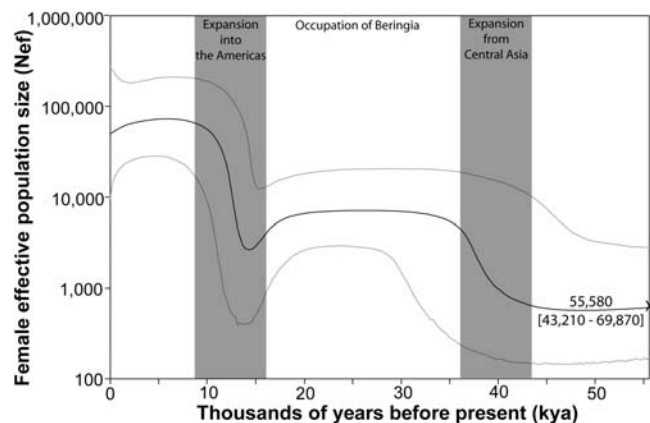 Female effective population size (Nef)
1,000,000
100,000
10,000
1,000
100
Expansion
into
the Americas
Occupation of Beringia
Expansion
from
Central Asia
55,580
[43,210 - 69,870]
0
10
20
30
40
50
Thousands of years before present (kya)